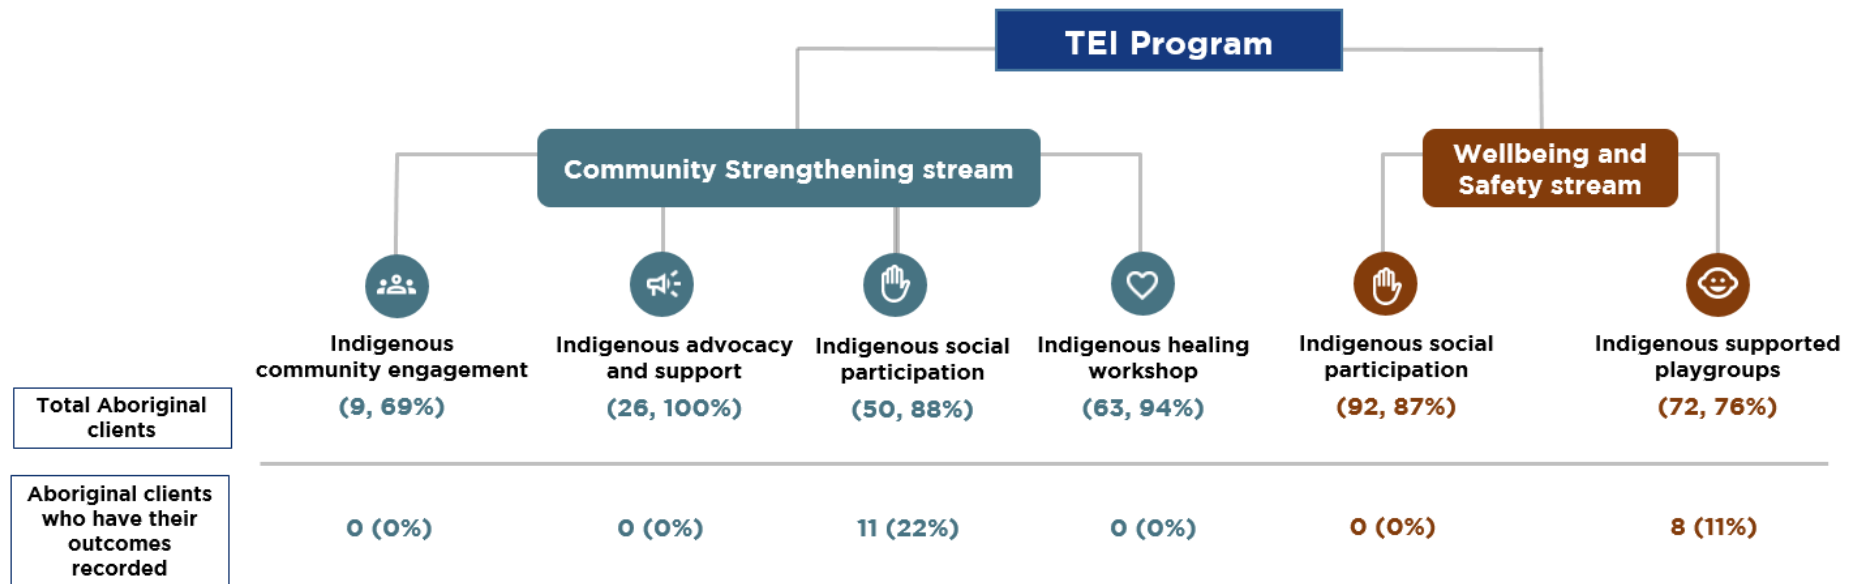 TEI Program
Community Strengthening stream
Wellbeing and
Safety stream
Indigenous
community engagement
Indigenous advocacy
and support
Indigenous social
participation
Indigenous healing
workshop
Indigenous social
participation
Indigenous supported
playgroups
Total Aboriginal
clients
(9, 69%)
(26, 100%)
(50, 88%)
(63, 94%)
(92, 87%)
(72, 76%)
Aboriginal clients
who have their
outcomes
recorded
0 (0%)
0 (0%)
11 (22%)
0 (0%)
0 (0%)
8 (11%)